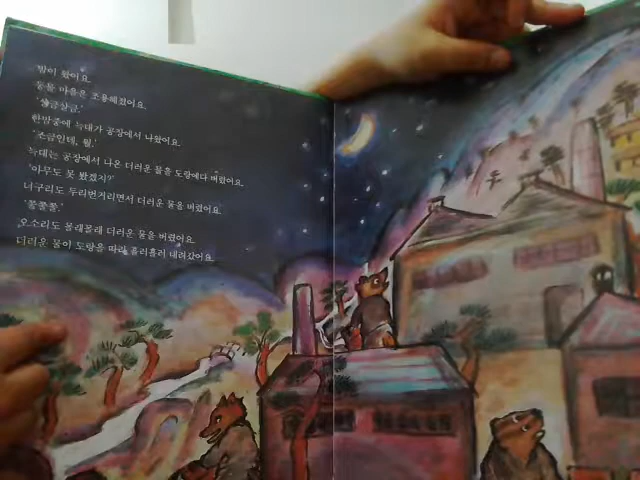 밤이 왔어요.
동물 마을은 조용해졌어요.
'살금살금.'
한밤중에 늑대가 공장에서 나왔어요.
'조금인데, 뭘.'
늑대는 공장에서 나온 더러운 물을 도랑에다 버렸어요.
'아무도 못 봤겠지?'
너구리도 두리번거리면서 더러운 물을 버렸어요.
'쫄쫄쫄.'
오소리도 몰래몰래 더러운 물을 버렸어요.
더러운 물이 도랑을 따라 흘러흘러 내려갔어요.